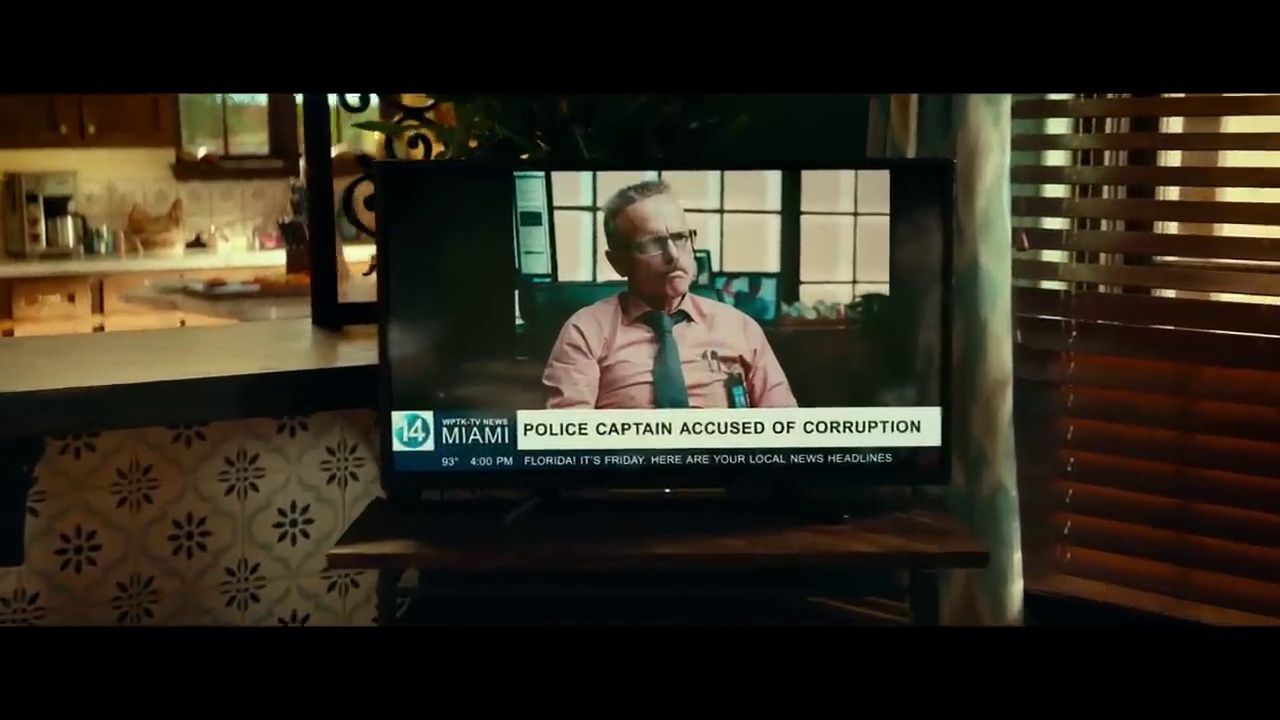 14
WPTK-TV NEWS
MIAMI
POLICE CAPTAIN ACCUSED OF CORRUPTION
93° 4:00 PM FLORIDA! IT'S FRIDAY. HERE ARE YOUR LOCAL NEWS HEADLINES